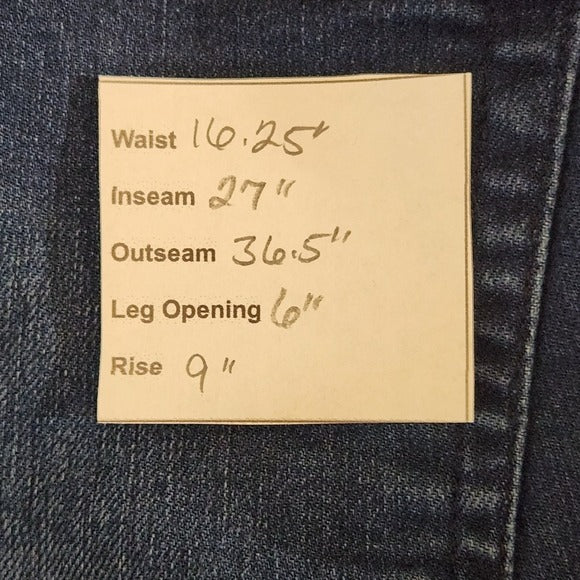 Waist 16.25"
Inseam 27"
Outseam 36.5"
Leg Opening 6"
Rise 9"